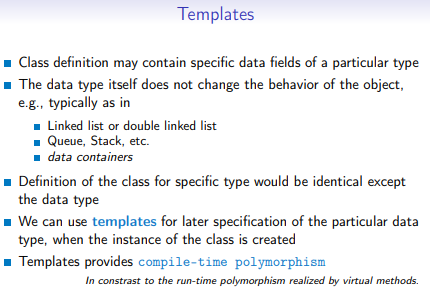 Templates
Class definition may contain specific data fields of a particular type
The data type itself does not change the behavior of the object,
e.g., typically as in
Linked list or double linked list
Queue, Stack, etc.
data containers
Definition of the class for specific type would be identical except
the data type
We can use templates for later specification of the particular data
type, when the instance of the class is created
Templates provides compile-time polymorphism
In constrast to the run-time polymorphism realized by virtual methods.